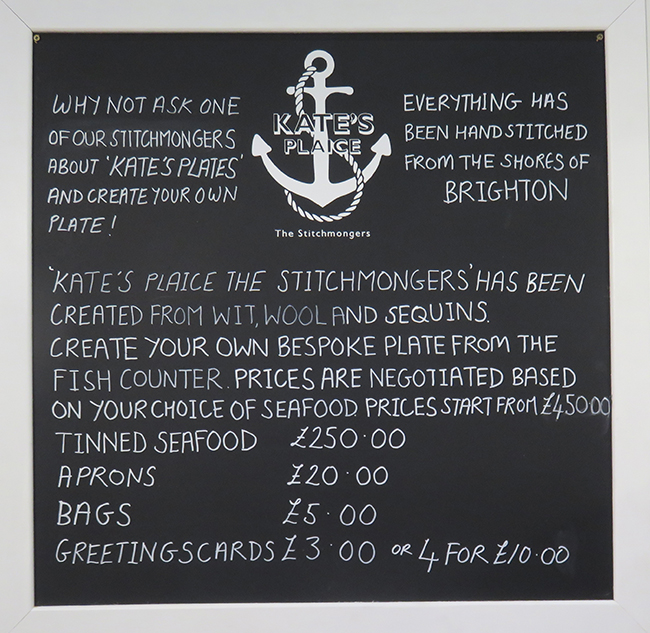 WHY NOT ASK ONE
OF OUR STITCHMONGERS
ABOUT 'KATE'S PLATES'
AND CREATE YOUR OWN
PLATE!
KATE'S
PLAICE
The Stitchmongers
EVERYTHING HAS
BEEN HAND STITCHED
FROM THE SHORES OF
BRIGHTON
'KATE'S PLAICE THE STITCHMONGERS' HAS BEEN
CREATED FROM WIT, WOOL AND SEQUINS.
CREATE YOUR OWN BESPOKE PLATE FROM THE
FISH COUNTER. PRICES ARE NEGOTIATED BASED
ON YOUR CHOICE OF SEAFOOD. PRICES START FROM £450.00
TINNED SEAFOOD £250.00
APRONS £20.00
BAGS £5.00
GREETINGS CARDS £3.00 OR 4 FOR £10.00